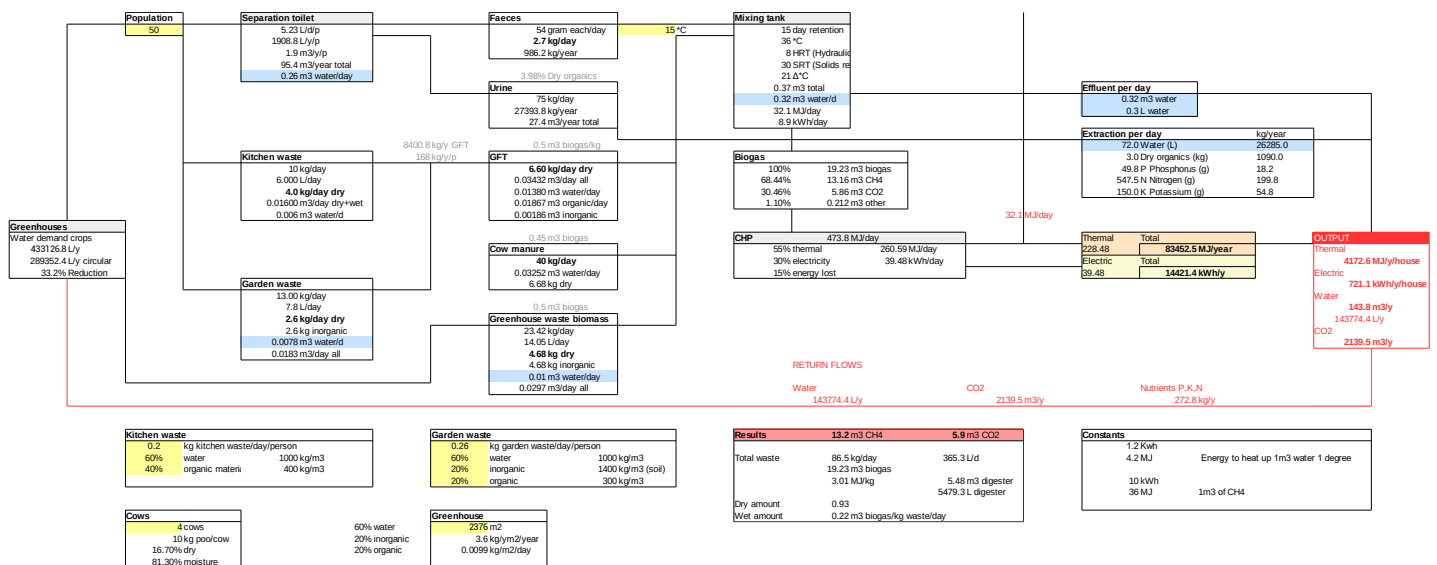 Population
50
Separation toilet
5.23 L/d/p
1908.8 L/y/p
1.9 m3/y/p
95.4 m3/year total
0.26 m3 water/day
Faeces
54 gram each/day
2.7 kg/day
986.2 kg/year
15 °C
3.98% Dry organics
Urine
75 kg/day
27393.8 kg/year
27.4 m3/year total
Mixing tank
15 day retention
36 °C
8 HRT (Hydraulic
30 SRT (Solids re
21 Δ°C
0.37 m3 total
0.32 m3 water/d
32.1 MJ/day
8.9 kWh/day
Effluent per day
0.32 m3 water
0.3 L water
Extraction per day kg/year
72.0 Water (L) 26285.0
3.0 Dry organics (kg) 1090.0
49.8 P Phosphorus (g) 18.2
547.5 N Nitrogen (g) 199.8
150.0 K Potassium (g) 54.8
8400.8 kg/y GFT
168 kg/y/p
0.5 m3 biogas/kg
Kitchen waste
10 kg/day
6.000 L/day
4.0 kg/day dry
0.01600 m3/day dry+wet
0.006 m3 water/d
GFT
6.60 kg/day dry
0.03432 m3/day all
0.01380 m3 water/day
0.01867 m3 organic/day
0.00186 m3 inorganic
Biogas
100% 19.23 m3 biogas
68.44% 13.16 m3 CH4
30.46% 5.86 m3 CO2
1.10% 0.212 m3 other
32.1 MJ/day
Greenhouses
Water demand crops
433126.8 L/y
289352.4 L/y circular
33.2% Reduction
0.45 m3 biogas
Cow manure
40 kg/day
0.03252 m3 water/day
6.68 kg dry
CHP 473.8 MJ/day
55% thermal 260.59 MJ/day
30% electricity 39.48 kWh/day
15% energy lost
Thermal Total
228.48 83452.5 MJ/year
Electric Total
39.48 14421.4 kWh/y
OUTPUT
Thermal
4172.6 MJ/y/house
Electric
721.1 kWh/y/house
Water
143.8 m3/y
143774.4 L/y
CO2
2139.5 m3/y
Garden waste
13.00 kg/day
7.8 L/day
2.6 kg/day dry
2.6 kg inorganic
0.0078 m3 water/d
0.0183 m3/day all
0.5 m3 biogas
Greenhouse waste biomass
23.42 kg/day
14.05 L/day
4.68 kg dry
4.68 kg inorganic
0.01 m3 water/day
0.0297 m3/day all
RETURN FLOWS
Water CO2 Nutrients P,K,N
143774.4 L/y 2139.5 m3/y 272.8 kg/y
Kitchen waste
0.2 kg kitchen waste/day/person
60% water 1000 kg/m3
40% organic materi 400 kg/m3
Garden waste
0.26 kg garden waste/day/person
60% water 1000 kg/m3
20% inorganic 1400 kg/m3 (soil)
20% organic 300 kg/m3
Results 13.2 m3 CH4 5.9 m3 CO2
Total waste 86.5 kg/day 365.3 L/d
19.23 m3 biogas
3.01 MJ/kg 5.48 m3 digester
5479.3 L digester
Dry amount 0.93
Wet amount 0.22 m3 biogas/kg waste/day
Constants
1.2 Kwh
4.2 MJ Energy to heat up 1m3 water 1 degree
10 kWh
36 MJ 1m3 of CH4
Cows
4 cows
10 kg poo/cow
16.70% dry
81.30% moisture
60% water
20% inorganic
20% organic
Greenhouse
2376 m2
3.6 kg/ym2/year
0.0099 kg/m2/day